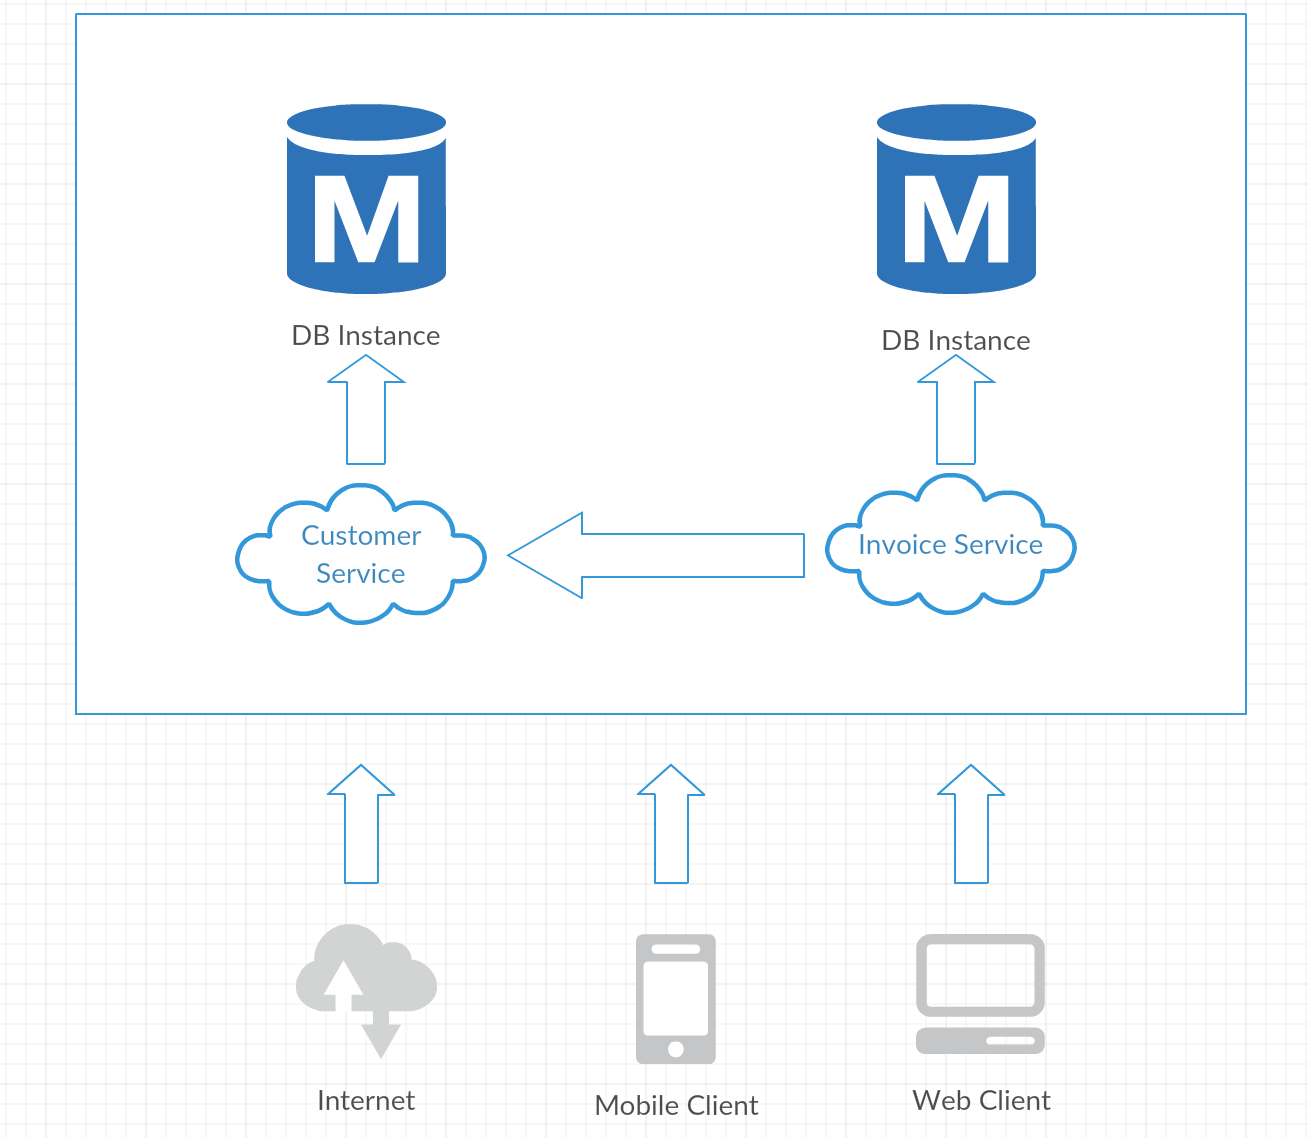 M
M
DB Instance
DB Instance
Customer
Service
Invoice Service
Internet
Mobile Client
Web Client